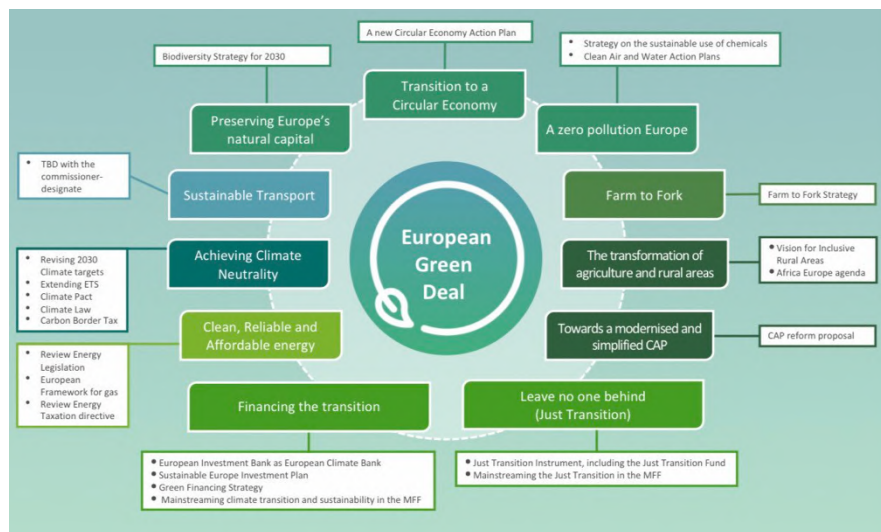 A new Circular Economy Action Plan
Biodiversity Strategy for 2030
• Strategy on the sustainable use of chemicals
• Clean Air and Water Action Plans
Transition to a
Circular Economy
Preserving Europe's
natural capital
A zero pollution Europe
• TBD with the
commissioner-
designate
Sustainable Transport
Farm to Fork
Farm to Fork Strategy
European
Green
Deal
• Revising 2030
Climate targets
• Extending ETS
• Climate Pact
• Climate Law
• Carbon Border Tax
Achieving Climate
Neutrality
The transformation of
agriculture and rural areas
• Vision for Inclusive
Rural Areas
• Africa Europe agenda
Clean, Reliable and
Affordable energy
Towards a modernised and
simplified CAP
CAP reform proposal
• Review Energy
Legislation
• European
Framework for gas
• Review Energy
Taxation directive
Financing the transition
Leave no one behind
(Just Transition)
• European Investment Bank as European Climate Bank
• Sustainable Europe Investment Plan
• Green Financing Strategy
• Mainstreaming climate transition and sustainability in the MFF
• Just Transition Instrument, including the Just Transition Fund
• Mainstreaming the Just Transition in the MFF